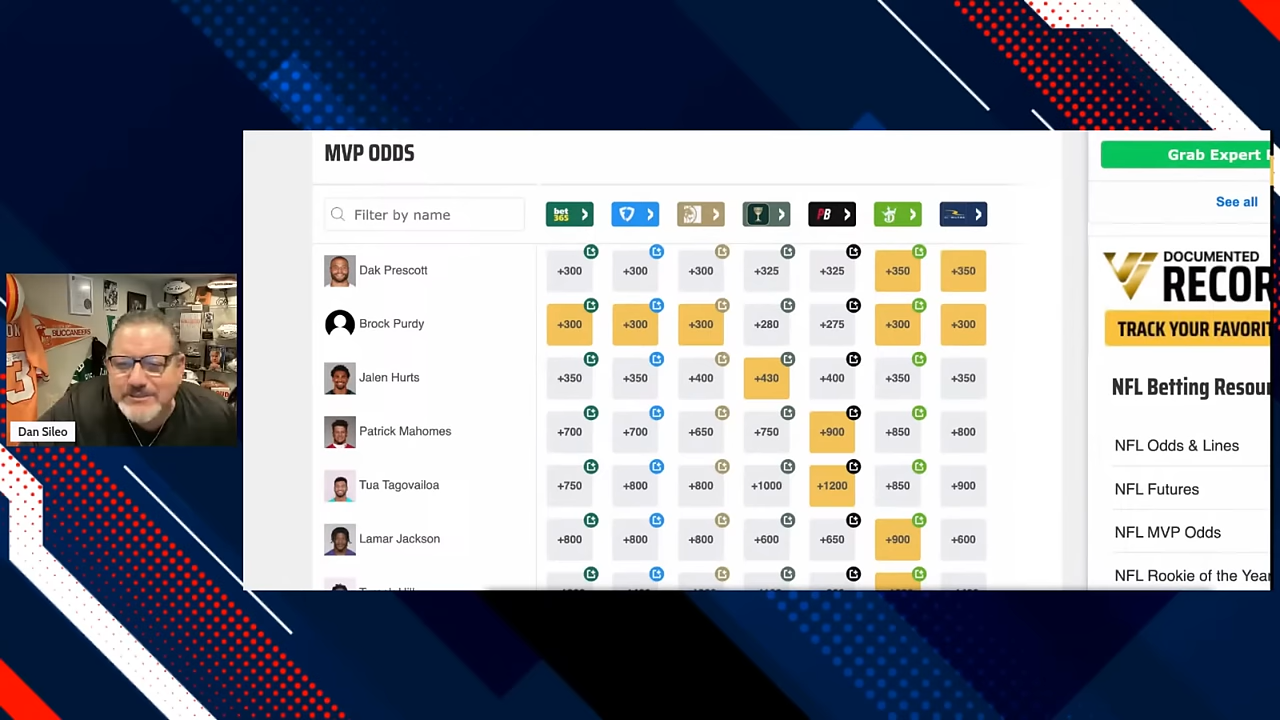 MVP ODDS
Grab Expert
Filter by name
bet365
PB
See all
Dak Prescott +300 +300 +300 +325 +325 +350 +350
DOCUMENTED
RECOR
Brock Purdy +300 +300 +300 +280 +275 +300 +300
TRACK YOUR FAVORIT
Jalen Hurts +350 +350 +400 +430 +400 +350 +350
NFL Betting Resou
Patrick Mahomes +700 +700 +650 +750 +900 +850 +800
NFL Odds & Lines
Tua Tagovailoa +750 +800 +800 +1000 +1200 +850 +900
NFL Futures
Lamar Jackson +800 +800 +800 +600 +650 +900 +600
NFL MVP Odds
NFL Rookie of the Year
BUCCANEERS
Dan Sileo